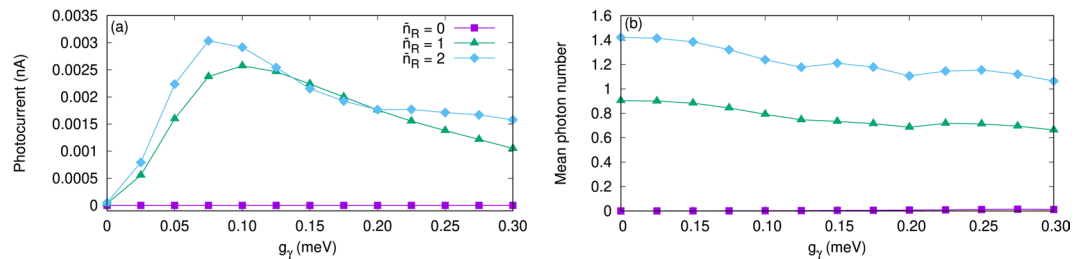 (a)
n̄R = 0
n̄R = 1
n̄R = 2
0.0035
0.003
0.0025
0.002
0.0015
0.001
0.0005
0
Photocurrent (nA)
0 0.05 0.10 0.15 0.20 0.25 0.30
gγ (meV)
(b)
1.6
1.4
1.2
1
0.8
0.6
0.4
0.2
0
Mean photon number
0 0.15 0.10 0.15 0.20 0.25 0.30
gγ (meV)